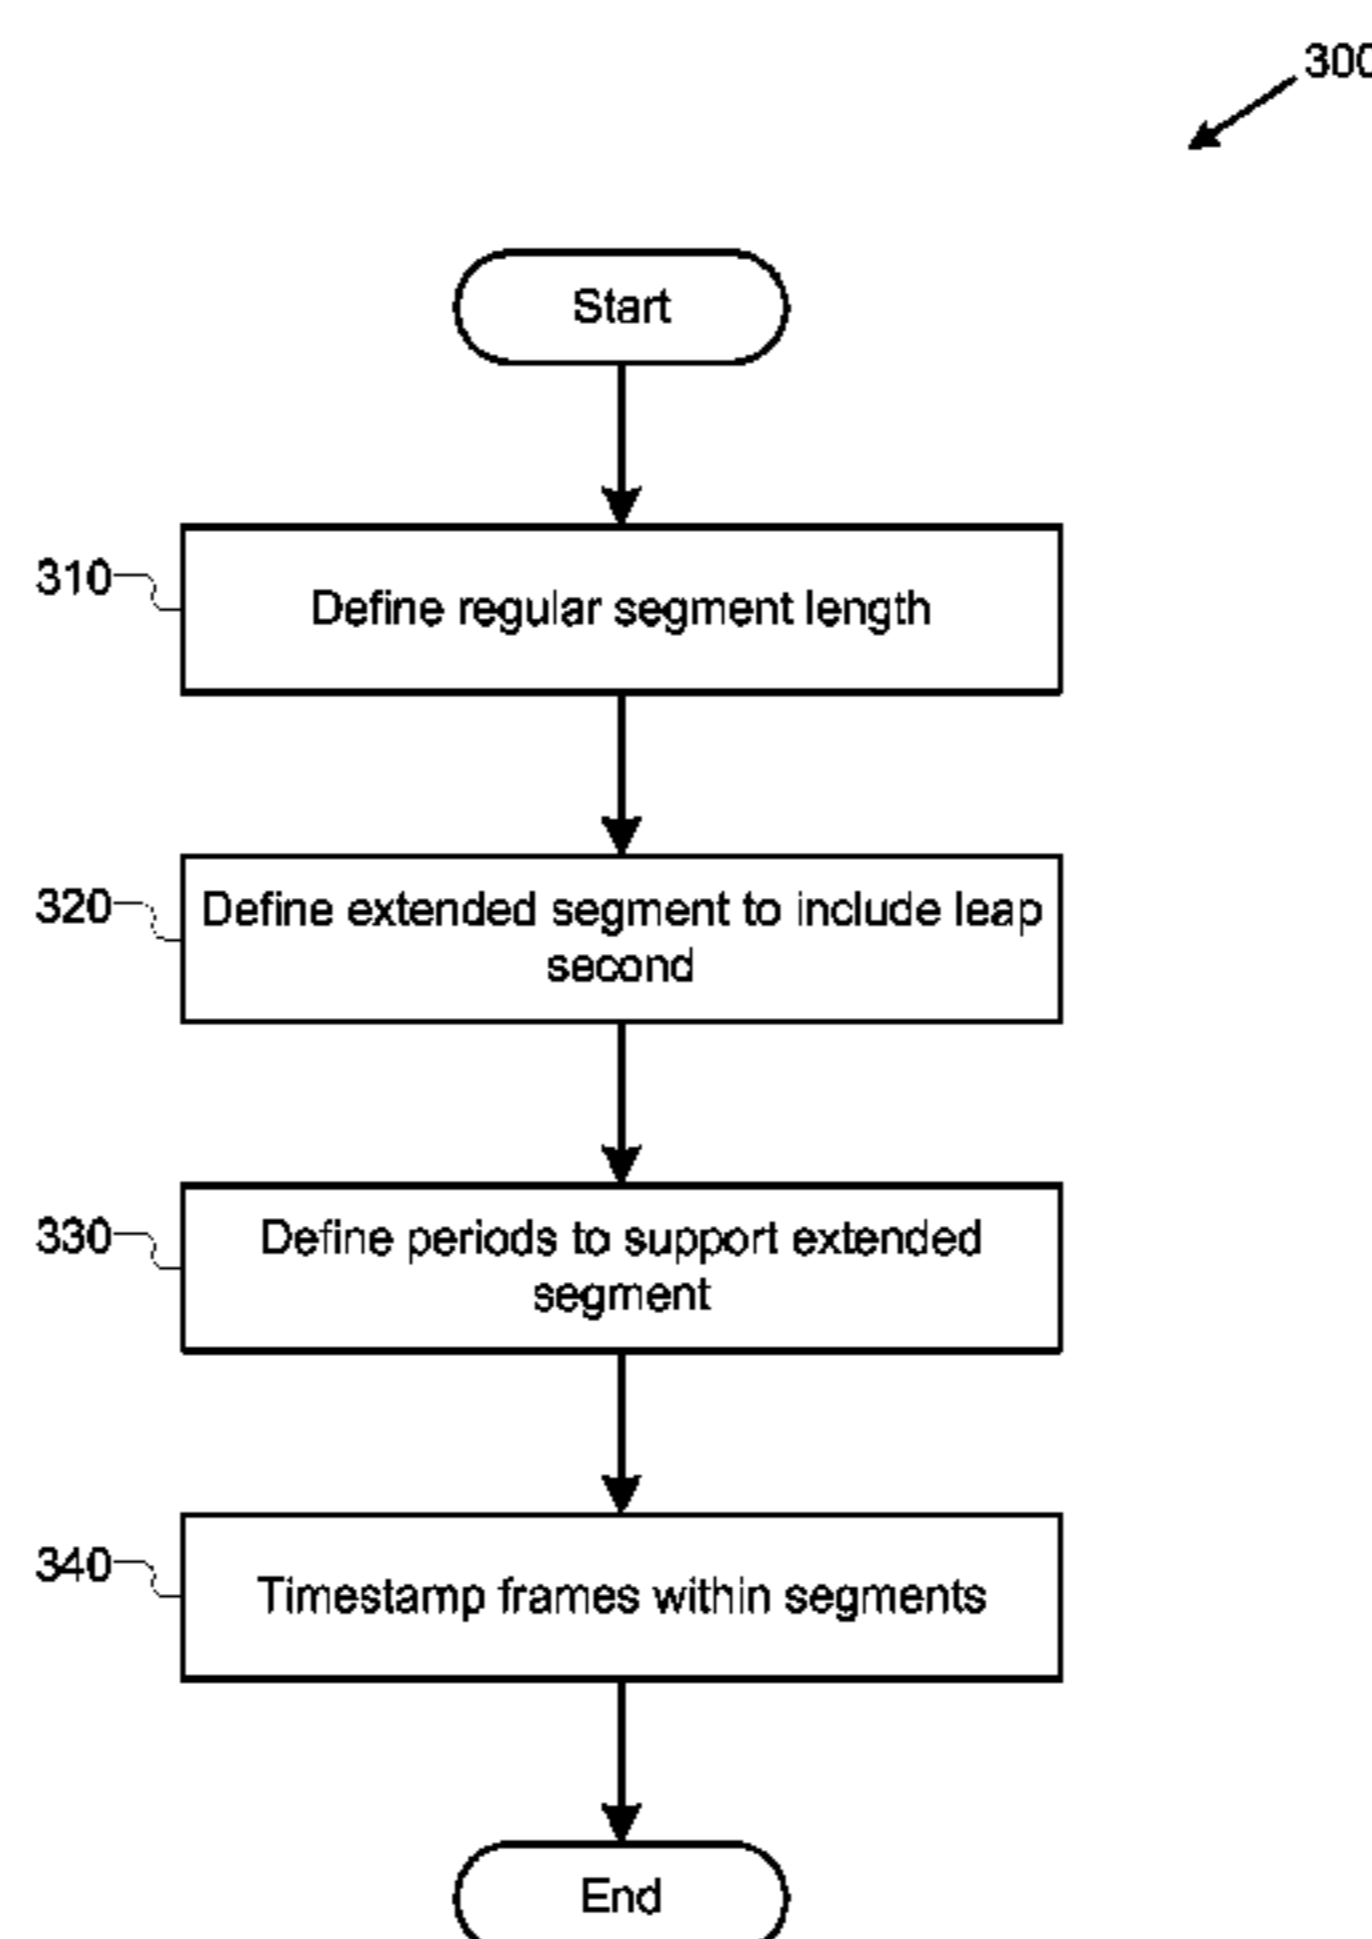 300
Start
310
Define regular segment length
320
Define extended segment to include leap
second
330
Define periods to support extended
segment
340
Timestamp frames within segments
End